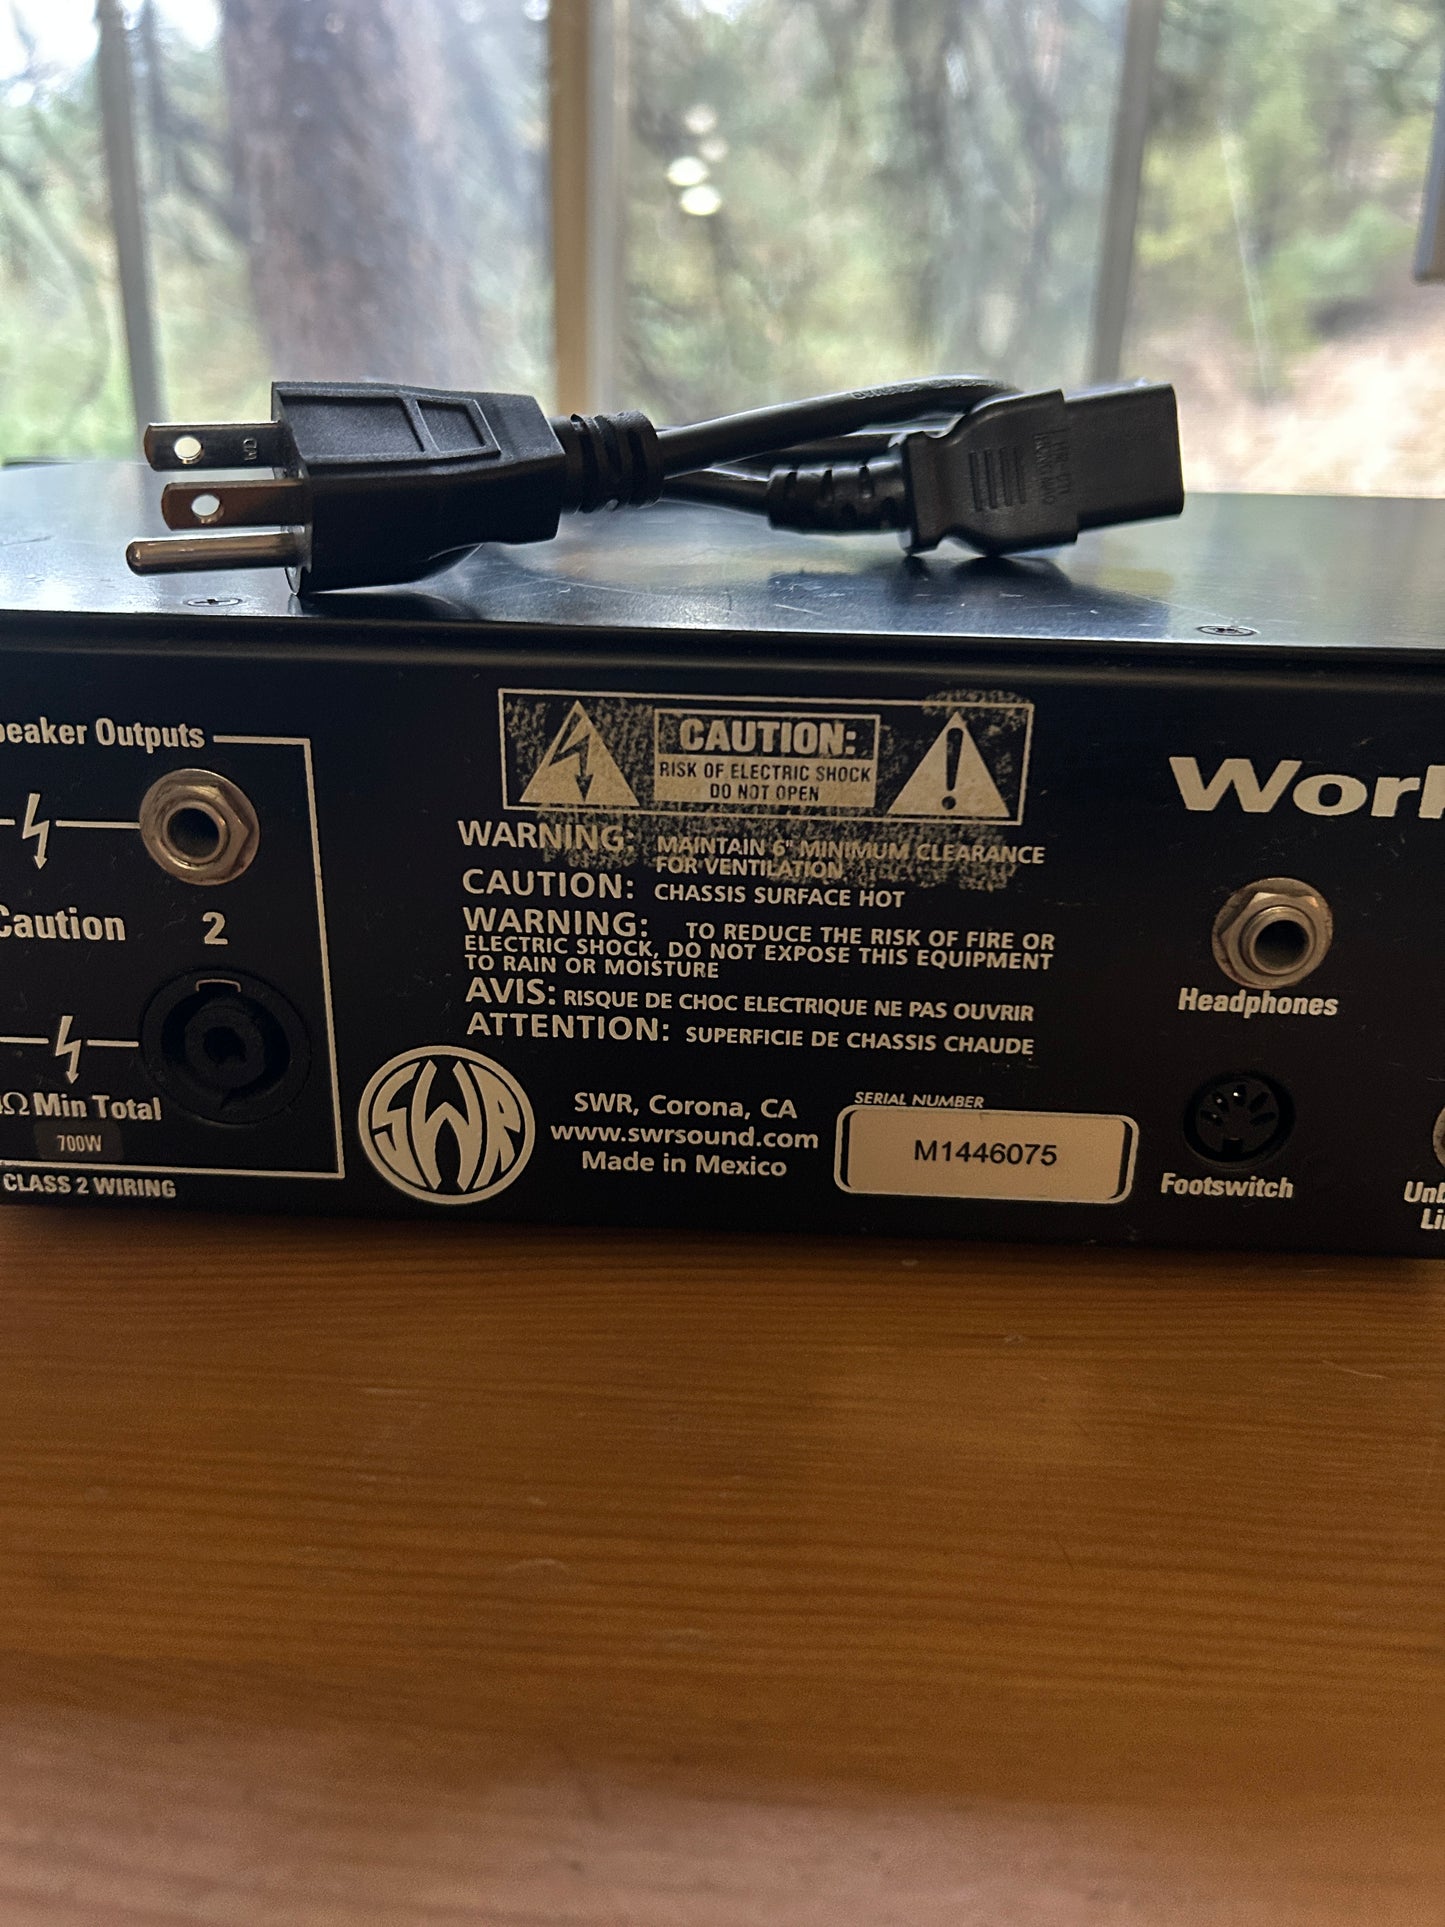 Outputs
CAUTION:
RISK OF ELECTRIC SHOCK
DO NOT OPEN
WARNING: MAINTAIN 6" MINIMUM CLEARANCE
FOR VENTILATION
CAUTION: CHASSIS SURFACE HOT
WARNING: TO REDUCE THE RISK OF FIRE OR
ELECTRIC SHOCK, DO NOT EXPOSE THIS EQUIPMENT
TO RAIN OR MOISTURE
AVIS: RISQUE DE CHOC ELECTRIQUE NE PAS OUVRIR
ATTENTION: SUPERFICIE DE CHASSIS CHAUDE
Caution 2
Ω Min Total
700W
CLASS 2 WIRING
SWR
SWR, Corona, CA
www.swrsound.com
Made in Mexico
SERIAL NUMBER
M1446075
Work
Headphones
Footswitch